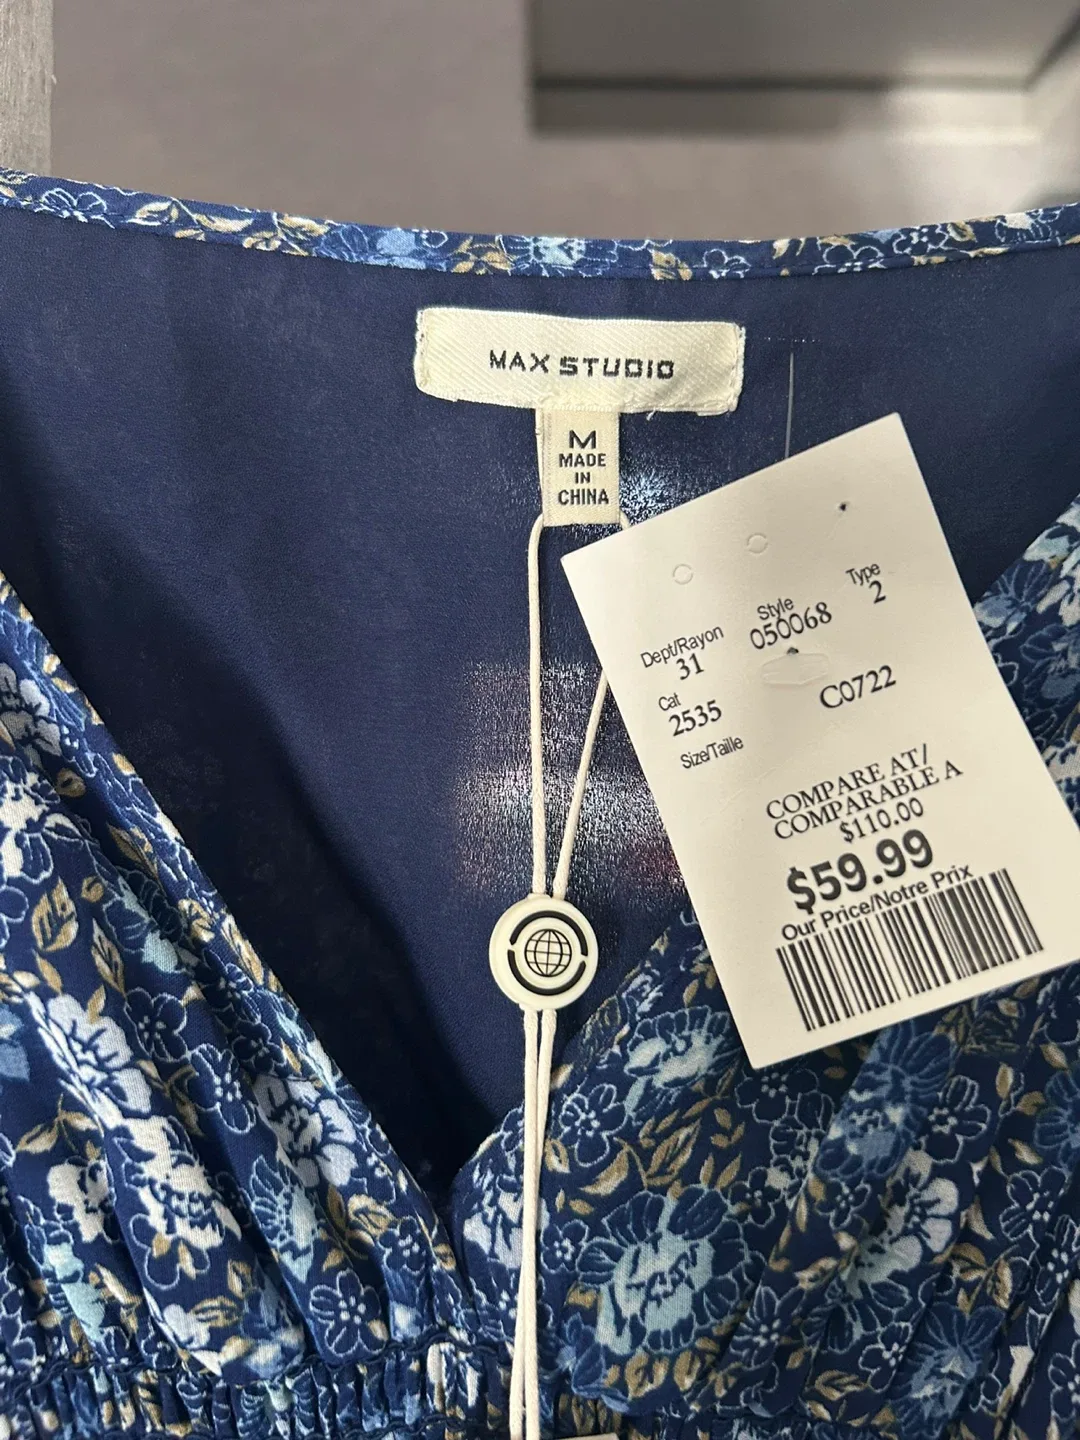 MAX STUDIO
M
MADE
IN
CHINA
Dept/Rayon Style Type
31 050068 2
Cat
2535 C0722
Size/Taille
COMPARE AT/
COMPARABLE A
$110.00
$59.99
Our Price/Notre Prix